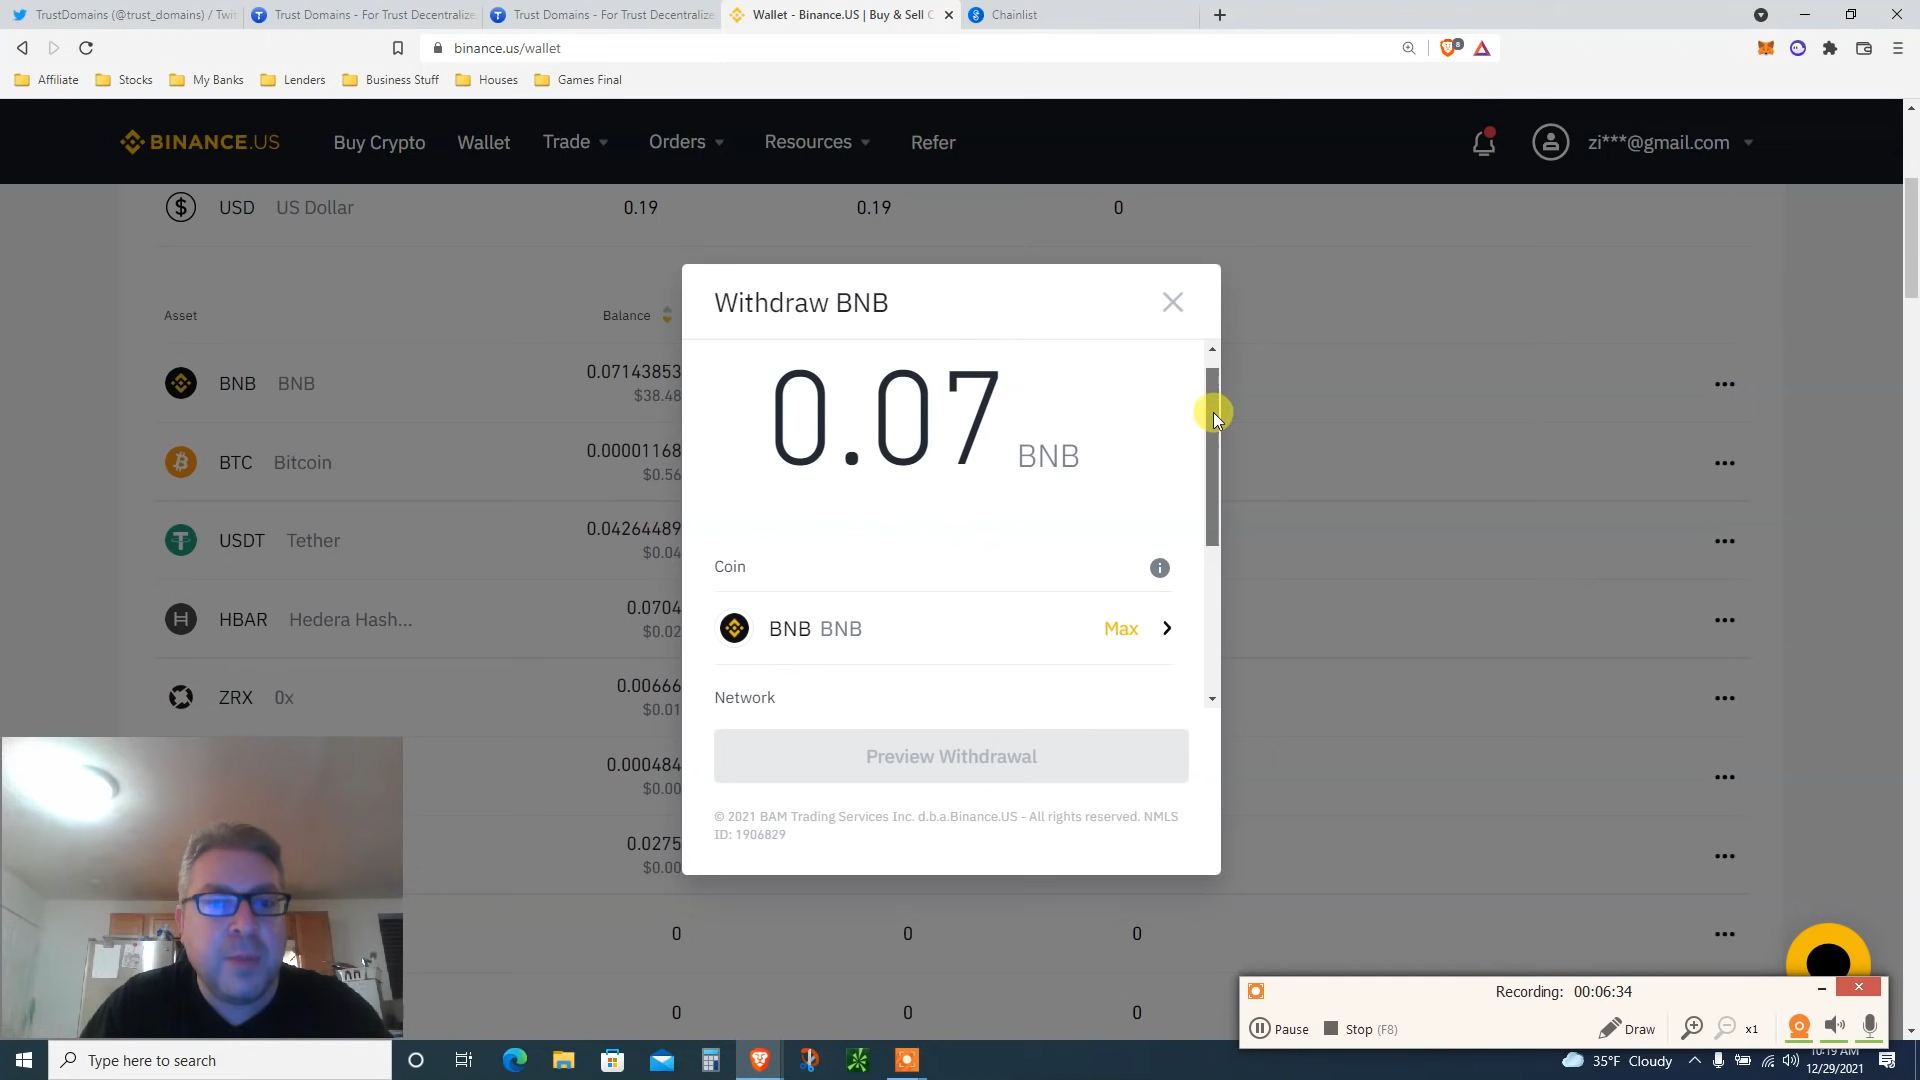 TrustDomains (@trust_domains) / Twit
Trust Domains - For Trust Decentralize
Trust Domains - For Trust Decentralize
Wallet - Binance.US | Buy & Sell C
Chainlist
binance.us/wallet
8
Affiliate
Stocks
My Banks
Lenders
Business Stuff
Houses
Games Final
BINANCE.US
Buy Crypto
Wallet
Trade
Orders
Resources
Refer
zi***@gmail.com
USD US Dollar 0.19 0.19 0
Asset
Balance
BNB BNB 0.07143853
$38.48
BTC Bitcoin 0.00001168
$0.56
USDT Tether 0.04264489
$0.04
HBAR Hedera Hash... 0.0704
$0.02
ZRX 0x 0.00666
$0.01
0.000484
$0.00
0.0275
$0.00
0 0 0
0 0 0
Withdraw BNB
0.07 BNB
Coin
BNB BNB Max
Network
Preview Withdrawal
© 2021 BAM Trading Services Inc. d.b.a.Binance.US - All rights reserved. NMLS
ID: 1906829
Recording: 00:06:34
Pause
Stop (F8)
Draw
x1
Type here to search
35°F Cloudy
10:19 AM
12/29/2021